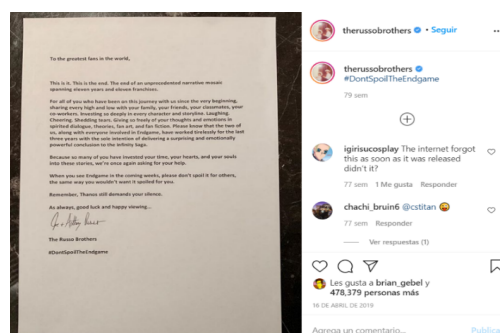 To the greatest fans in the world,
This is it. This is the end. The end of an unprecedented narrative mosaic
spanning eleven years and eleven franchises.
For all of you who have been on this journey with us since the very beginning,
sharing every high and low with your family, your friends, your classmates, your
co-workers. Investing so deeply in every character and storyline. Laughing.
Cheering. Shedding tears. Giving so freely of your thoughts and emotions in
spirited dialogue, theories, fan art, and fan fiction. Please know that the two of
us, along with everyone involved in Endgame, have worked tirelessly for the last
three years with the sole intention of delivering a surprising and emotionally
powerful conclusion to the Infinity Saga.
Because so many of you have invested your time, your hearts, and your souls
into these stories, we're once again asking for your help.
When you see Endgame in the coming weeks, please don't spoil it for others,
the same way you wouldn't want it spoiled for you.
Remember, Thanos still demands your silence.
As always, good luck and happy viewing...
The Russo Brothers
#DontSpoilTheEndgame
therussobrothers • Seguir
therussobrothers
#DontSpoilTheEndgame
79 sem
igirisucosplay The internet forgot
this as soon as it was released
didn't it?
77 sem 1 Me gusta Responder
chachi_bruin6 @cstitan
77 sem Responder
Ver respuestas (1)
Les gusta a brian_gebel y
478,379 personas más
16 DE ABRIL DE 2019
Agrega un comentario...
Publica